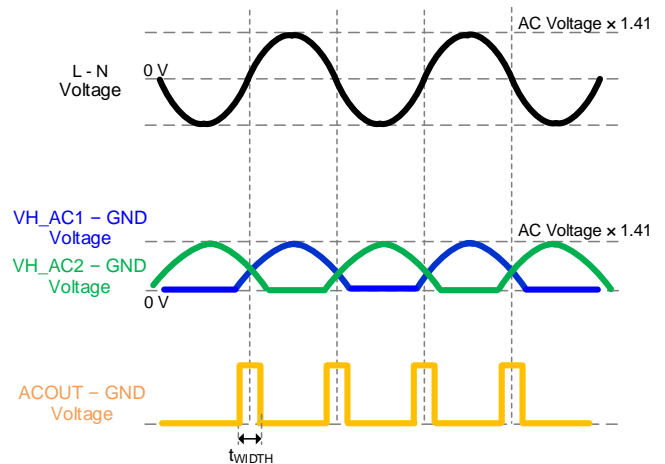 AC Voltage × 1.41
L - N
Voltage
0 V
VH_AC1 – GND
Voltage
VH_AC2 – GND
Voltage
AC Voltage × 1.41
0 V
ACOUT – GND
Voltage
tWIDTH